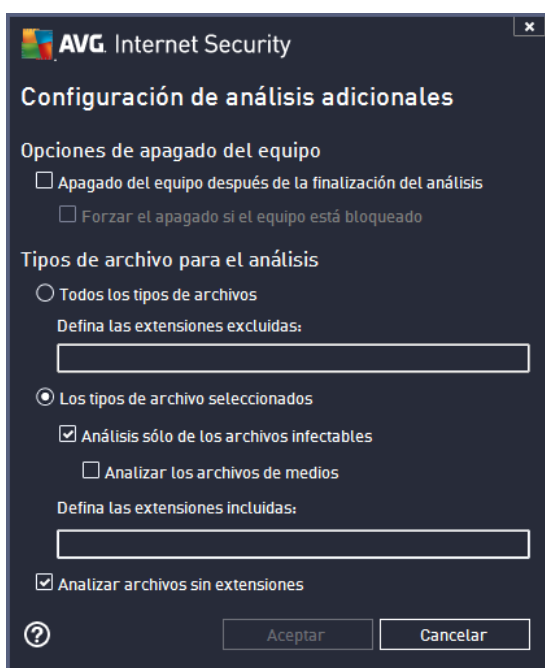 AVG. Internet Security
Configuración de análisis adicionales
Opciones de apagado del equipo
Apagado del equipo después de la finalización del análisis
Forzar el apagado si el equipo está bloqueado
Tipos de archivo para el análisis
Todos los tipos de archivos
Defina las extensiones excluidas:
Los tipos de archivo seleccionados
Análisis sólo de los archivos infectables
Analizar los archivos de medios
Defina las extensiones incluidas:
Analizar archivos sin extensiones
Aceptar
Cancelar